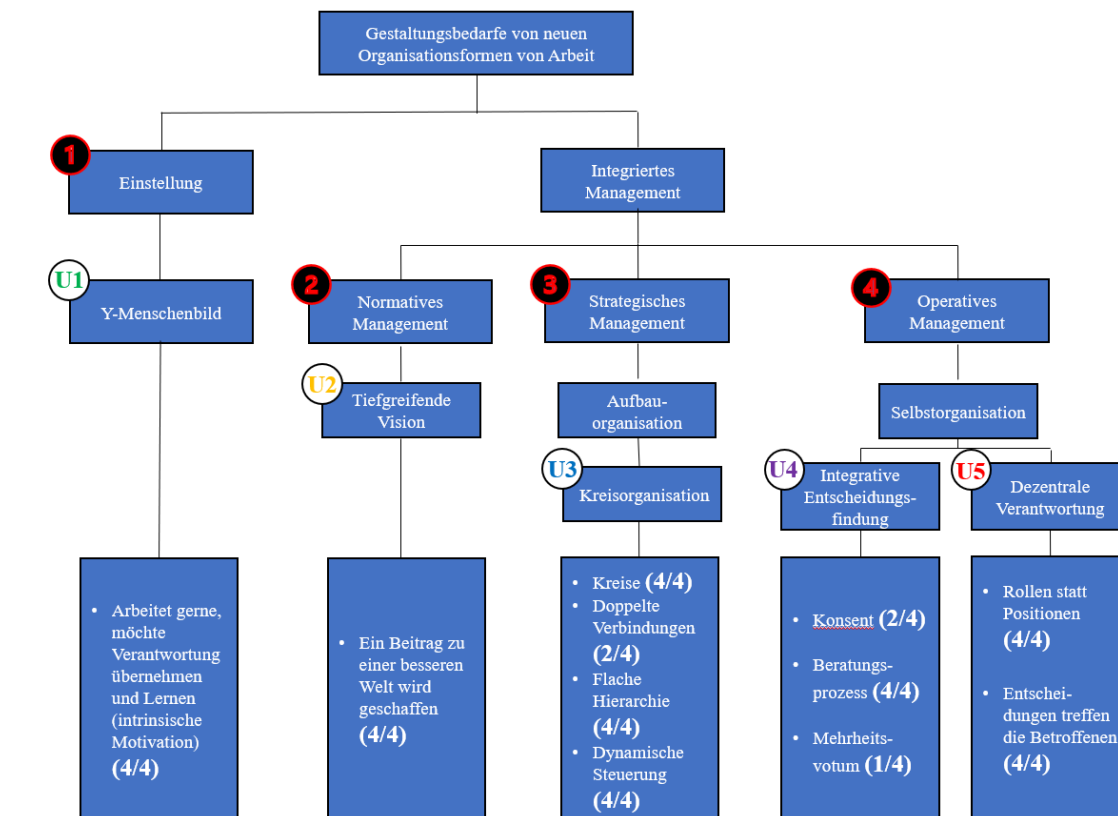 Gestaltungsbedarfe von neuen
Organisationsformen von Arbeit
1
Einstellung
Integriertes
Management
U1
Y-Menschenbild
2
Normatives
Management
3
Strategisches
Management
4
Operatives
Management
U2
Tiefgreifende
Vision
Aufbau-
organisation
Selbstorganisation
U3
Kreisorganisation
U4
Integrative
Entscheidungs-
findung
U5
Dezentrale
Verantwortung
• Arbeitet gerne,
möchte
Verantwortung
übernehmen
und Lernen
(intrinsische
Motivation)
(4/4)
• Ein Beitrag zu
einer besseren
Welt wird
geschaffen
(4/4)
• Kreise (4/4)
• Doppelte
Verbindungen
(2/4)
• Flache
Hierarchie
(4/4)
• Dynamische
Steuerung
(4/4)
• Konsent (2/4)
• Beratungs-
prozess (4/4)
• Mehrheits-
votum (1/4)
• Rollen statt
Positionen
(4/4)
• Entschei-
dungen treffen
die Betroffenen
(4/4)